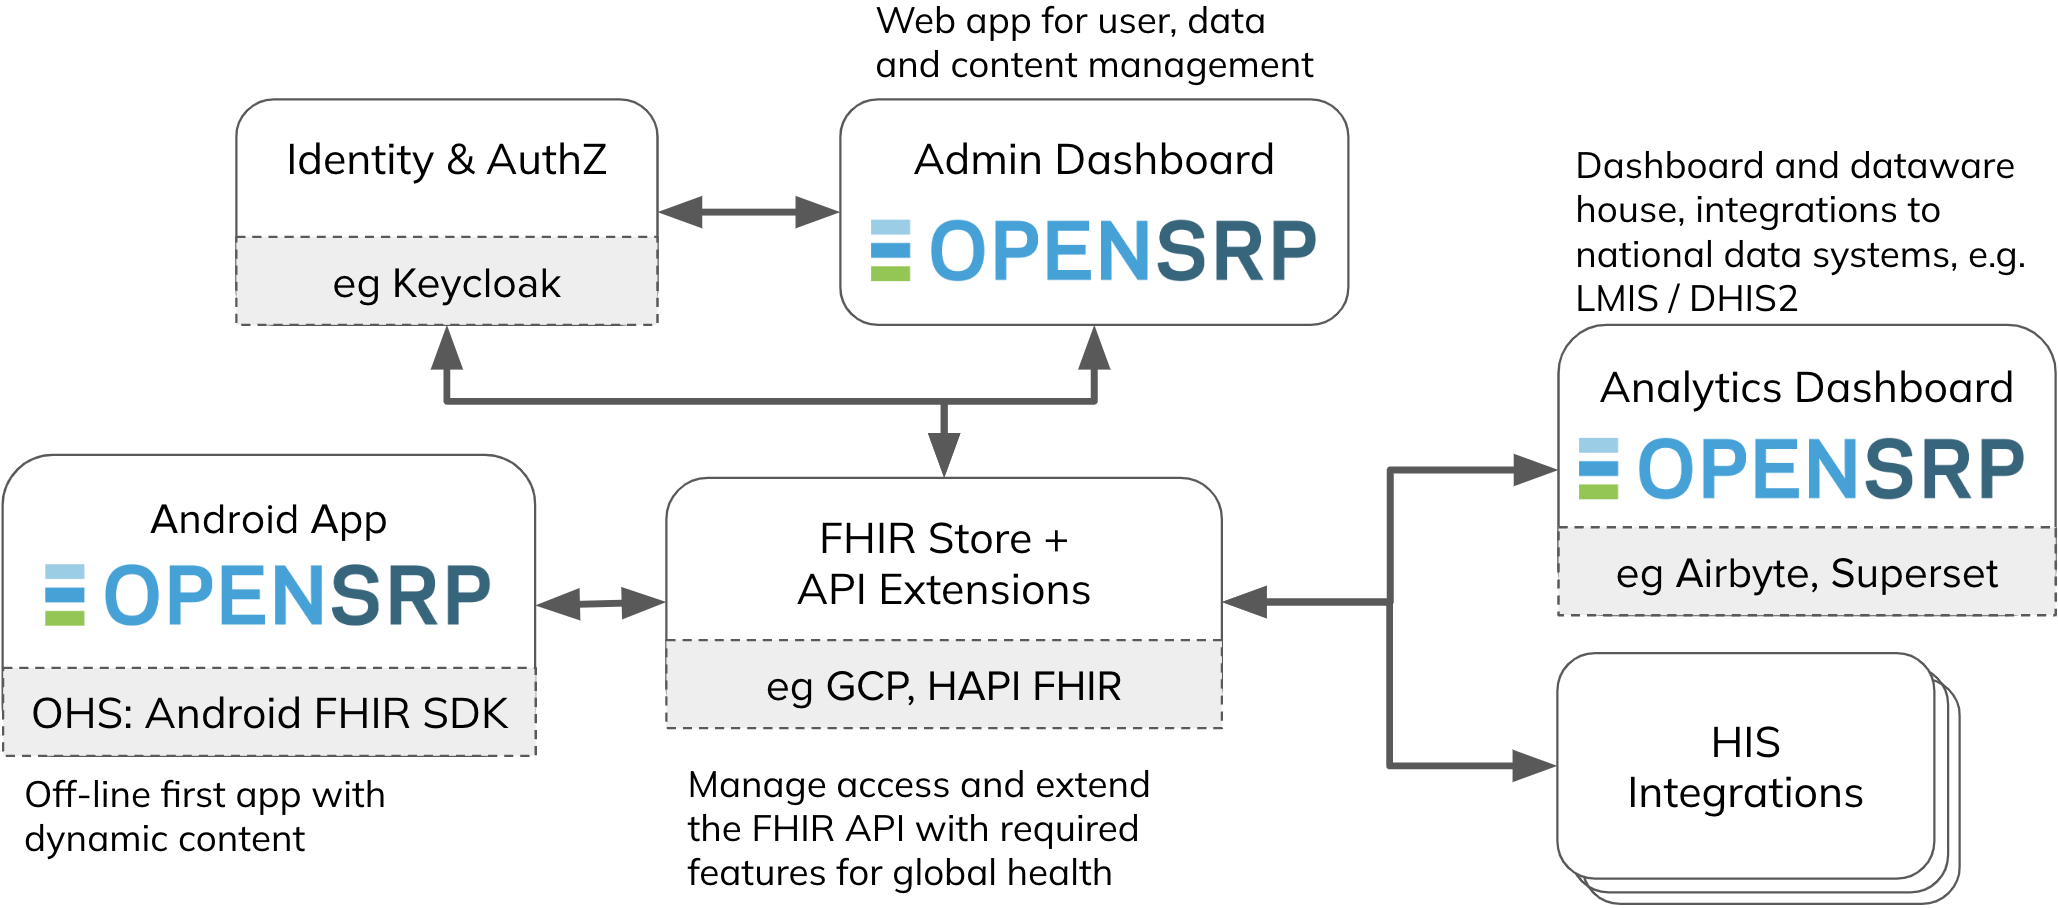 Web app for user, data
and content management
Identity & AuthZ
eg Keycloak
Admin Dashboard
OPENSRP
Dashboard and dataware
house, integrations to
national data systems, e.g.
LMIS / DHIS2
Analytics Dashboard
OPENSRP
eg Airbyte, Superset
Android App
OPENSRP
OHS: Android FHIR SDK
Off-line first app with
dynamic content
FHIR Store +
API Extensions
eg GCP, HAPI FHIR
Manage access and extend
the FHIR API with required
features for global health
HIS
Integrations